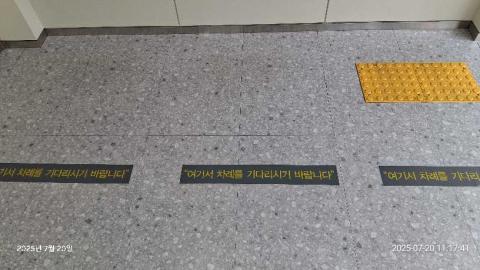 기서 차례를 기다리시기 바랍니다"
"여기서 차례를 기다리시기 바랍니다"
"여기서 차례를 기다리
2025년 7월 20일
2025-07-20 11:17:41